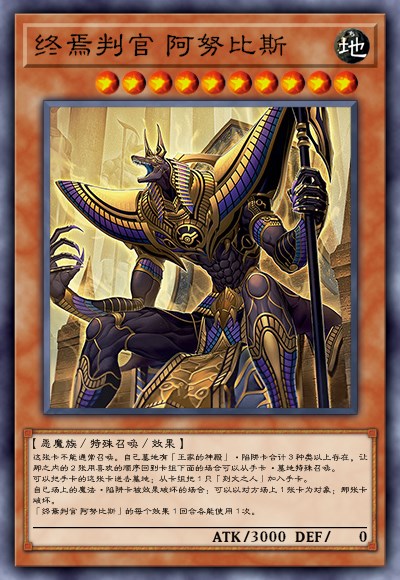 终焉判官 阿努比斯
地
【恶魔族／特殊召唤／效果】
这张卡不能通常召唤。自己墓地有「王家的神殿」·陷阱卡合计3种类以上存在，让
那之内的2张用喜欢的顺序回到卡组下面的场合可以从手卡·墓地特殊召唤。
可以把手卡的这张卡送去墓地；从卡组把1只「刻大之人」加入手卡。
自己场上的魔法·陷阱卡被效果破坏的场合；可以以对方场上1张卡为对象；那张卡
破坏。
「终焉判官 阿努比斯」的每个效果1回合各能使用1次。
ATK/3000 DEF/ 0